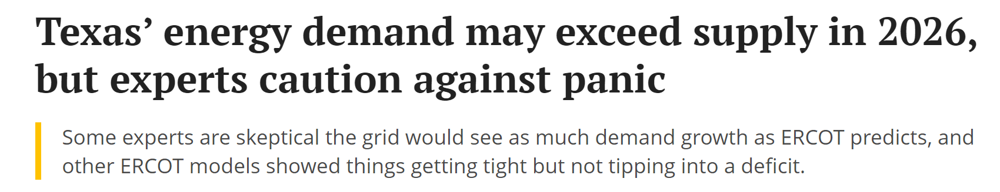 Texas’ energy demand may exceed supply in 2026,
but experts caution against panic
Some experts are skeptical the grid would see as much demand growth as ERCOT predicts, and
other ERCOT models showed things getting tight but not tipping into a deficit.